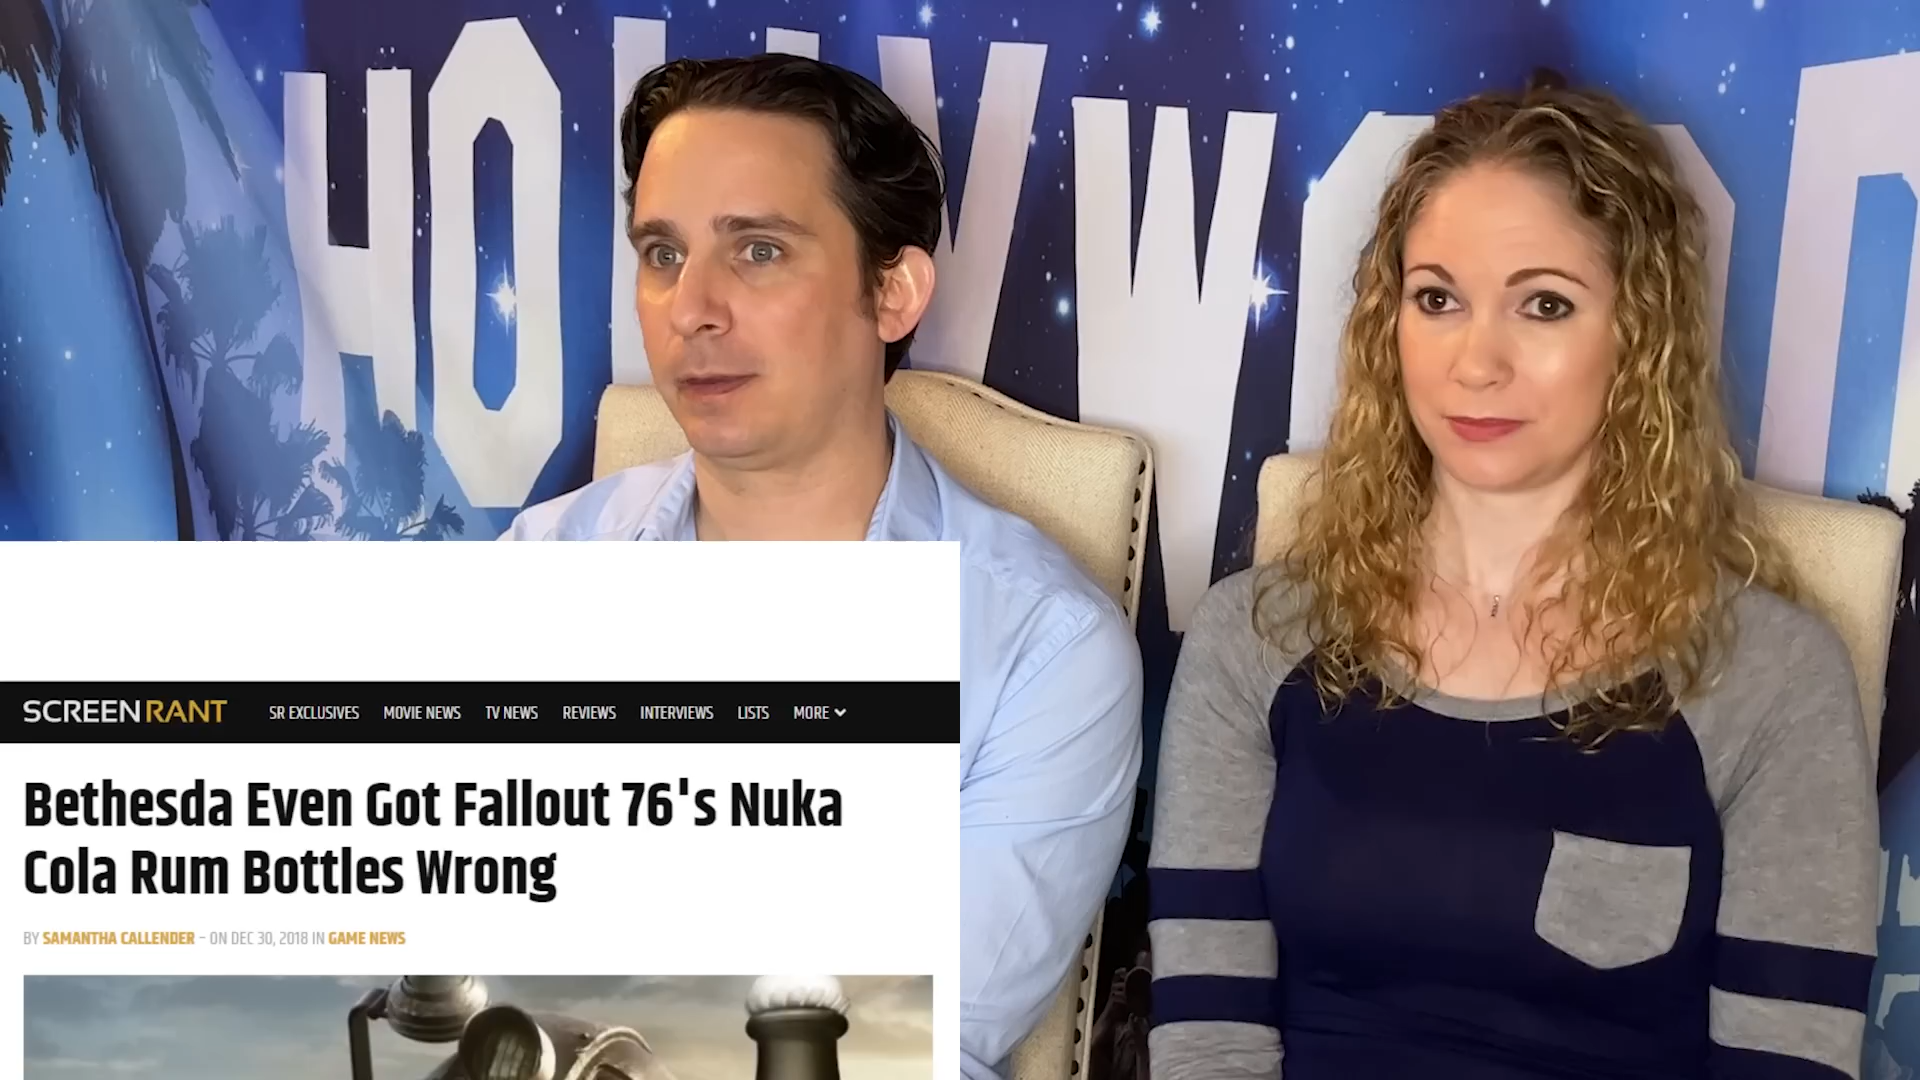 HOLLYWOOD
SCREENRANT SR EXCLUSIVES MOVIE NEWS TV NEWS REVIEWS INTERVIEWS LISTS MORE
Bethesda Even Got Fallout 76's Nuka
Cola Rum Bottles Wrong
BY SAMANTHA CALLENDER - ON DEC 30, 2018 IN GAME NEWS